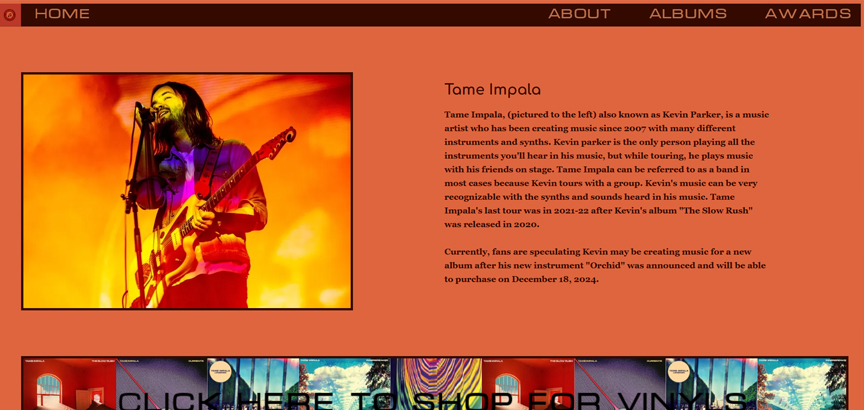 HOME ABOUT ALBUMS AWARDS
Tame Impala
Tame Impala, (pictured to the left) also known as Kevin Parker, is a music
artist who has been creating music since 2007 with many different
instruments and synths. Kevin parker is the only person playing all the
instruments you'll hear in his music, but while touring, he plays music
with his friends on stage. Tame Impala can be referred to as a band in
most cases because Kevin tours with a group. Kevin's music can be very
recognizable with the synths and sounds heard in his music. Tame
Impala's last tour was in 2021-22 after Kevin's album "The Slow Rush"
was released in 2020.
Currently, fans are speculating Kevin may be creating music for a new
album after his new instrument "Orchid" was announced and will be able
to purchase on December 18, 2024.
CLICK HERE TO SHOP FOR VINYLS